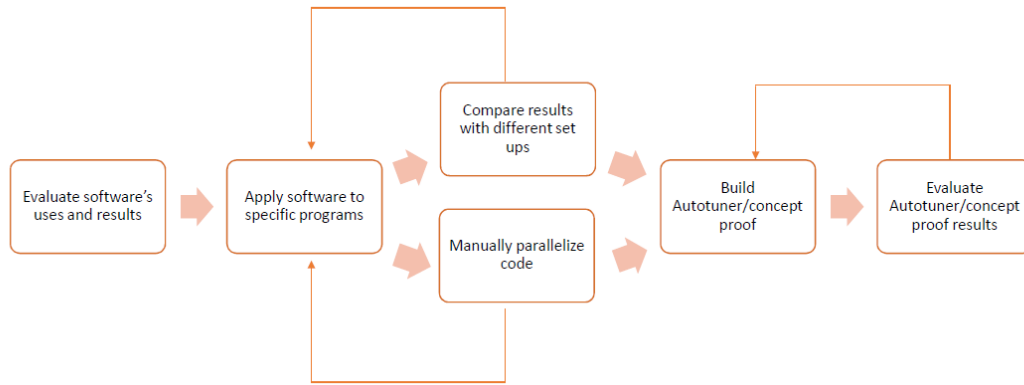 Evaluate software's
uses and results
Apply software to
specific programs
Compare results
with different set
ups
Manually parallelize
code
Build
Autotuner/concept
proof
Evaluate
Autotuner/concept
proof results